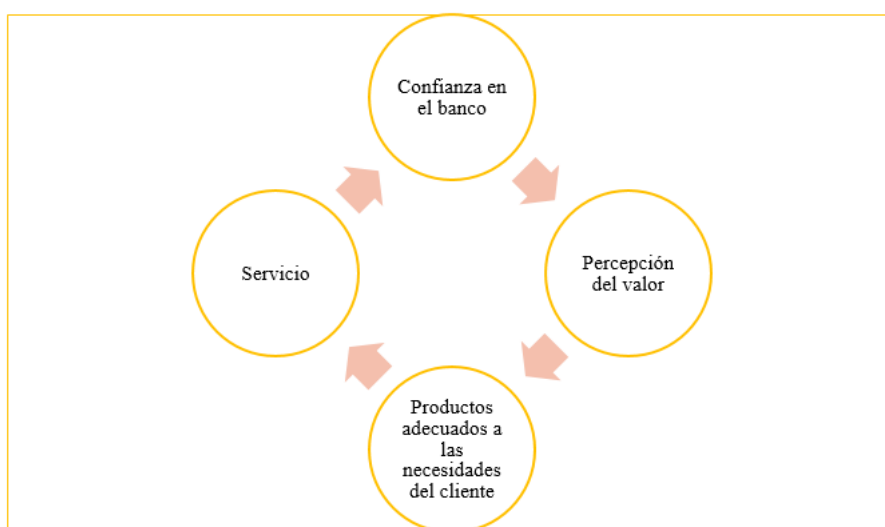 Confianza en
el banco
Percepción
del valor
Productos
adecuados a
las
necesidades
del cliente
Servicio